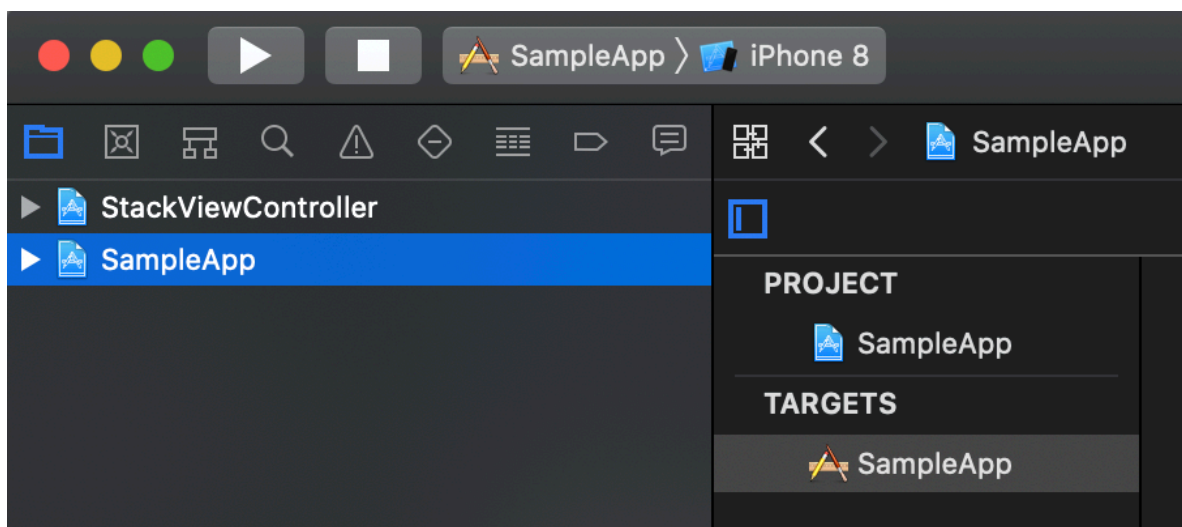 SampleApp 〉 iPhone 8
SampleApp
StackViewController
SampleApp
PROJECT
SampleApp
TARGETS
SampleApp